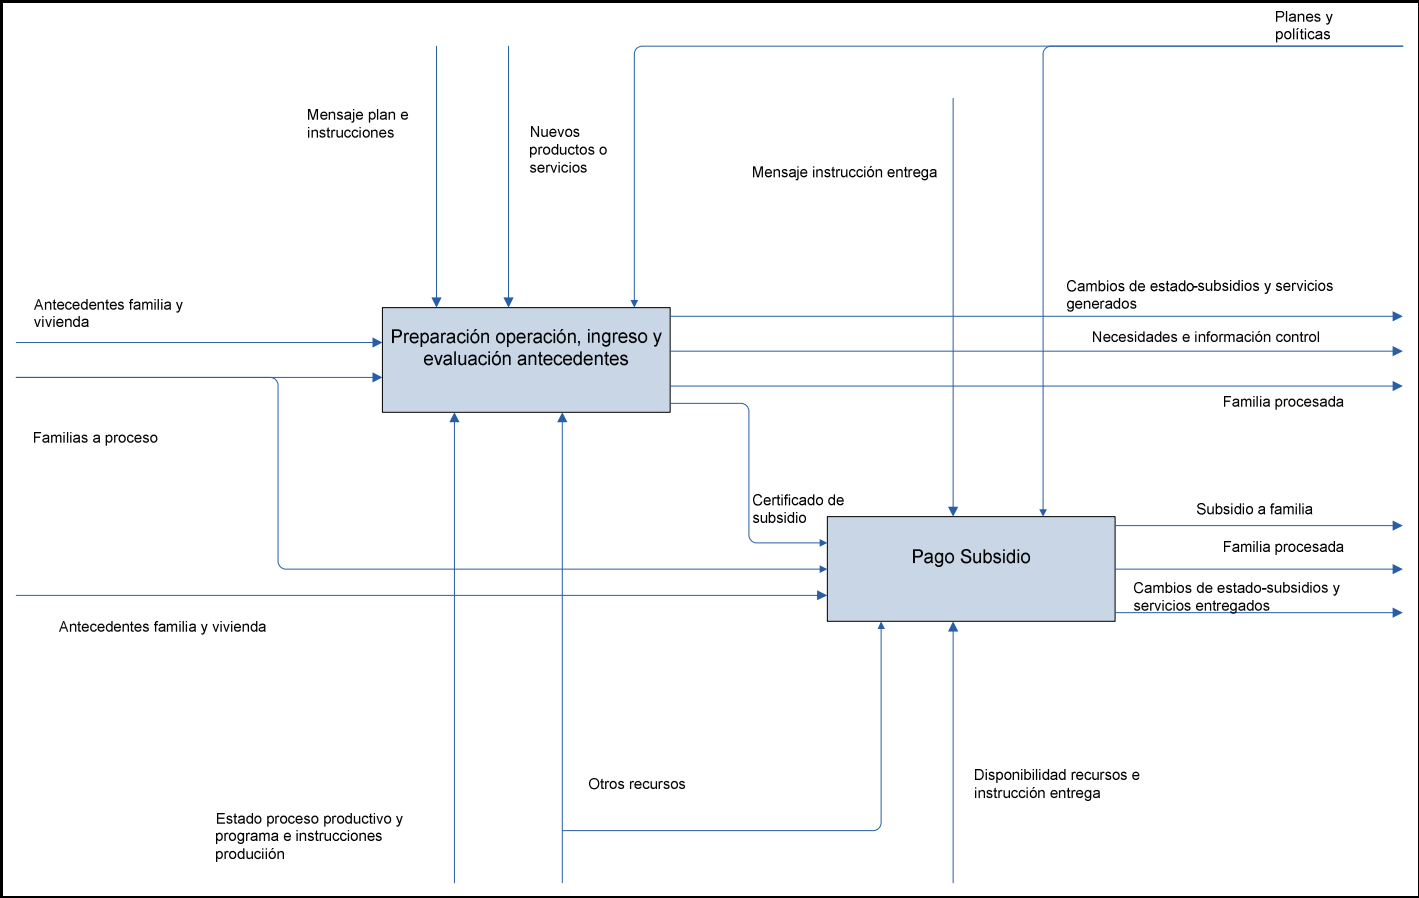 Planes y
políticas
Mensaje plan e
instrucciones
Nuevos
productos o
servicios
Mensaje instrucción entrega
Antecedentes familia y
vivienda
Preparación operación, ingreso y
evaluación antecedentes
Cambios de estado-subsidios y servicios
generados
Necesidades e información control
Familia procesada
Familias a proceso
Certificado de
subsidio
Pago Subsidio
Subsidio a familia
Familia procesada
Cambios de estado-subsidios y
servicios entregados
Antecedentes familia y vivienda
Otros recursos
Disponibilidad recursos e
instrucción entrega
Estado proceso productivo y
programa e instrucciones
produciión